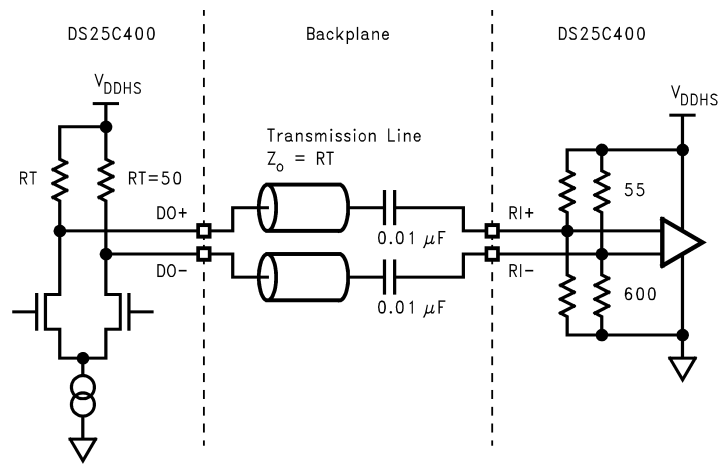 DS25C400
Backplane
DS25C400
VDDHS
VDDHS
Transmission Line
Zo = RT
RT
RT=50
55
DO+
RI+
0.01 μF
DO-
RI-
600
0.01 μF